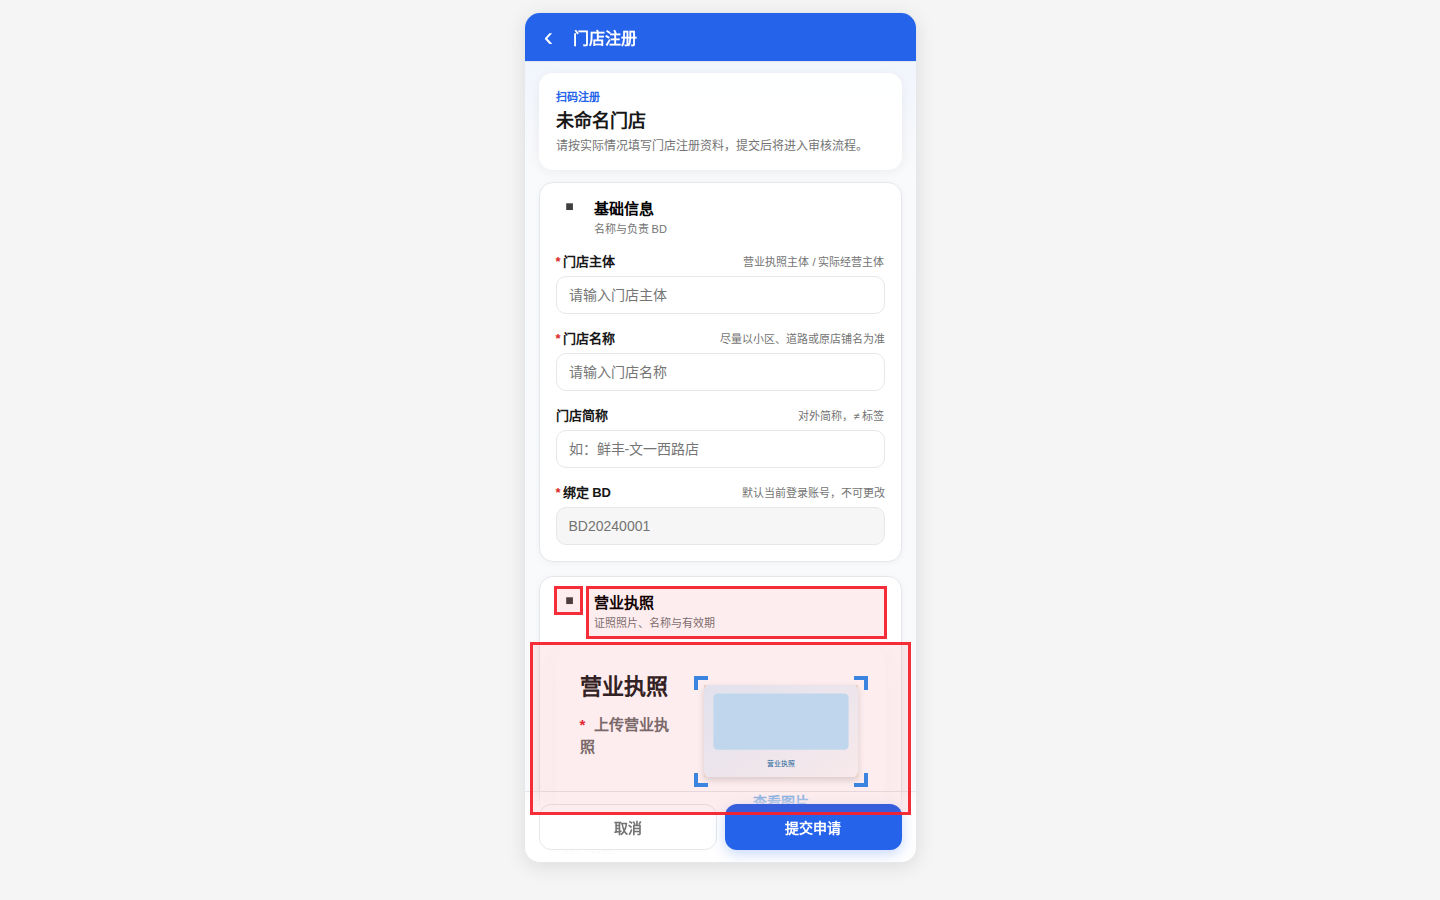 门店注册
扫码注册
未命名门店
请按实际情况填写门店注册资料，提交后将进入审核流程。
基础信息
名称与负责 BD
* 门店主体
营业执照主体 / 实际经营主体
请输入门店主体
* 门店名称
尽量以小区、道路或原店铺名为准
请输入门店名称
门店简称
对外简称，≠ 标签
如：鲜丰-文一西路店
* 绑定 BD
默认当前登录账号，不可更改
BD20240001
营业执照
证照照片、名称与有效期
营业执照
* 上传营业执
照
营业执照
查看图片
取消
提交申请